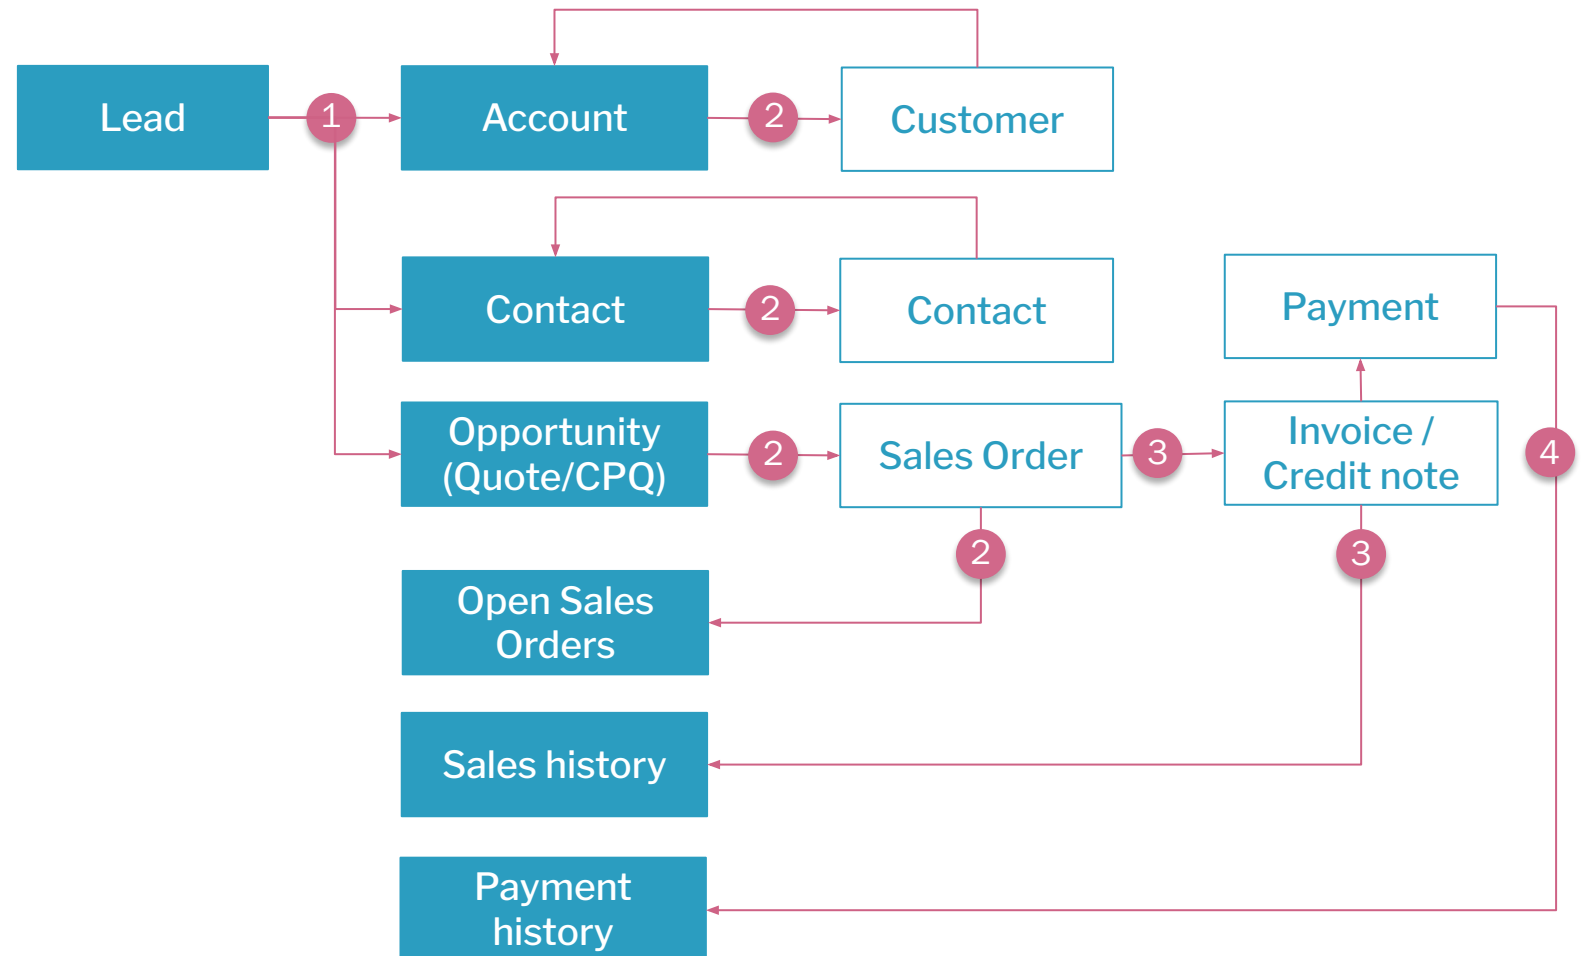 Lead
1
Account
2
Customer
Contact
2
Contact
Payment
Opportunity
(Quote/CPQ)
2
Sales Order
3
Invoice /
Credit note
4
2
3
Open Sales
Orders
Sales history
Payment
history